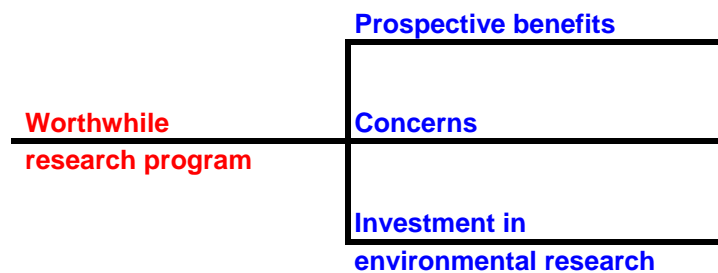 Prospective benefits
Worthwhile
research program
Concerns
Investment in
environmental research